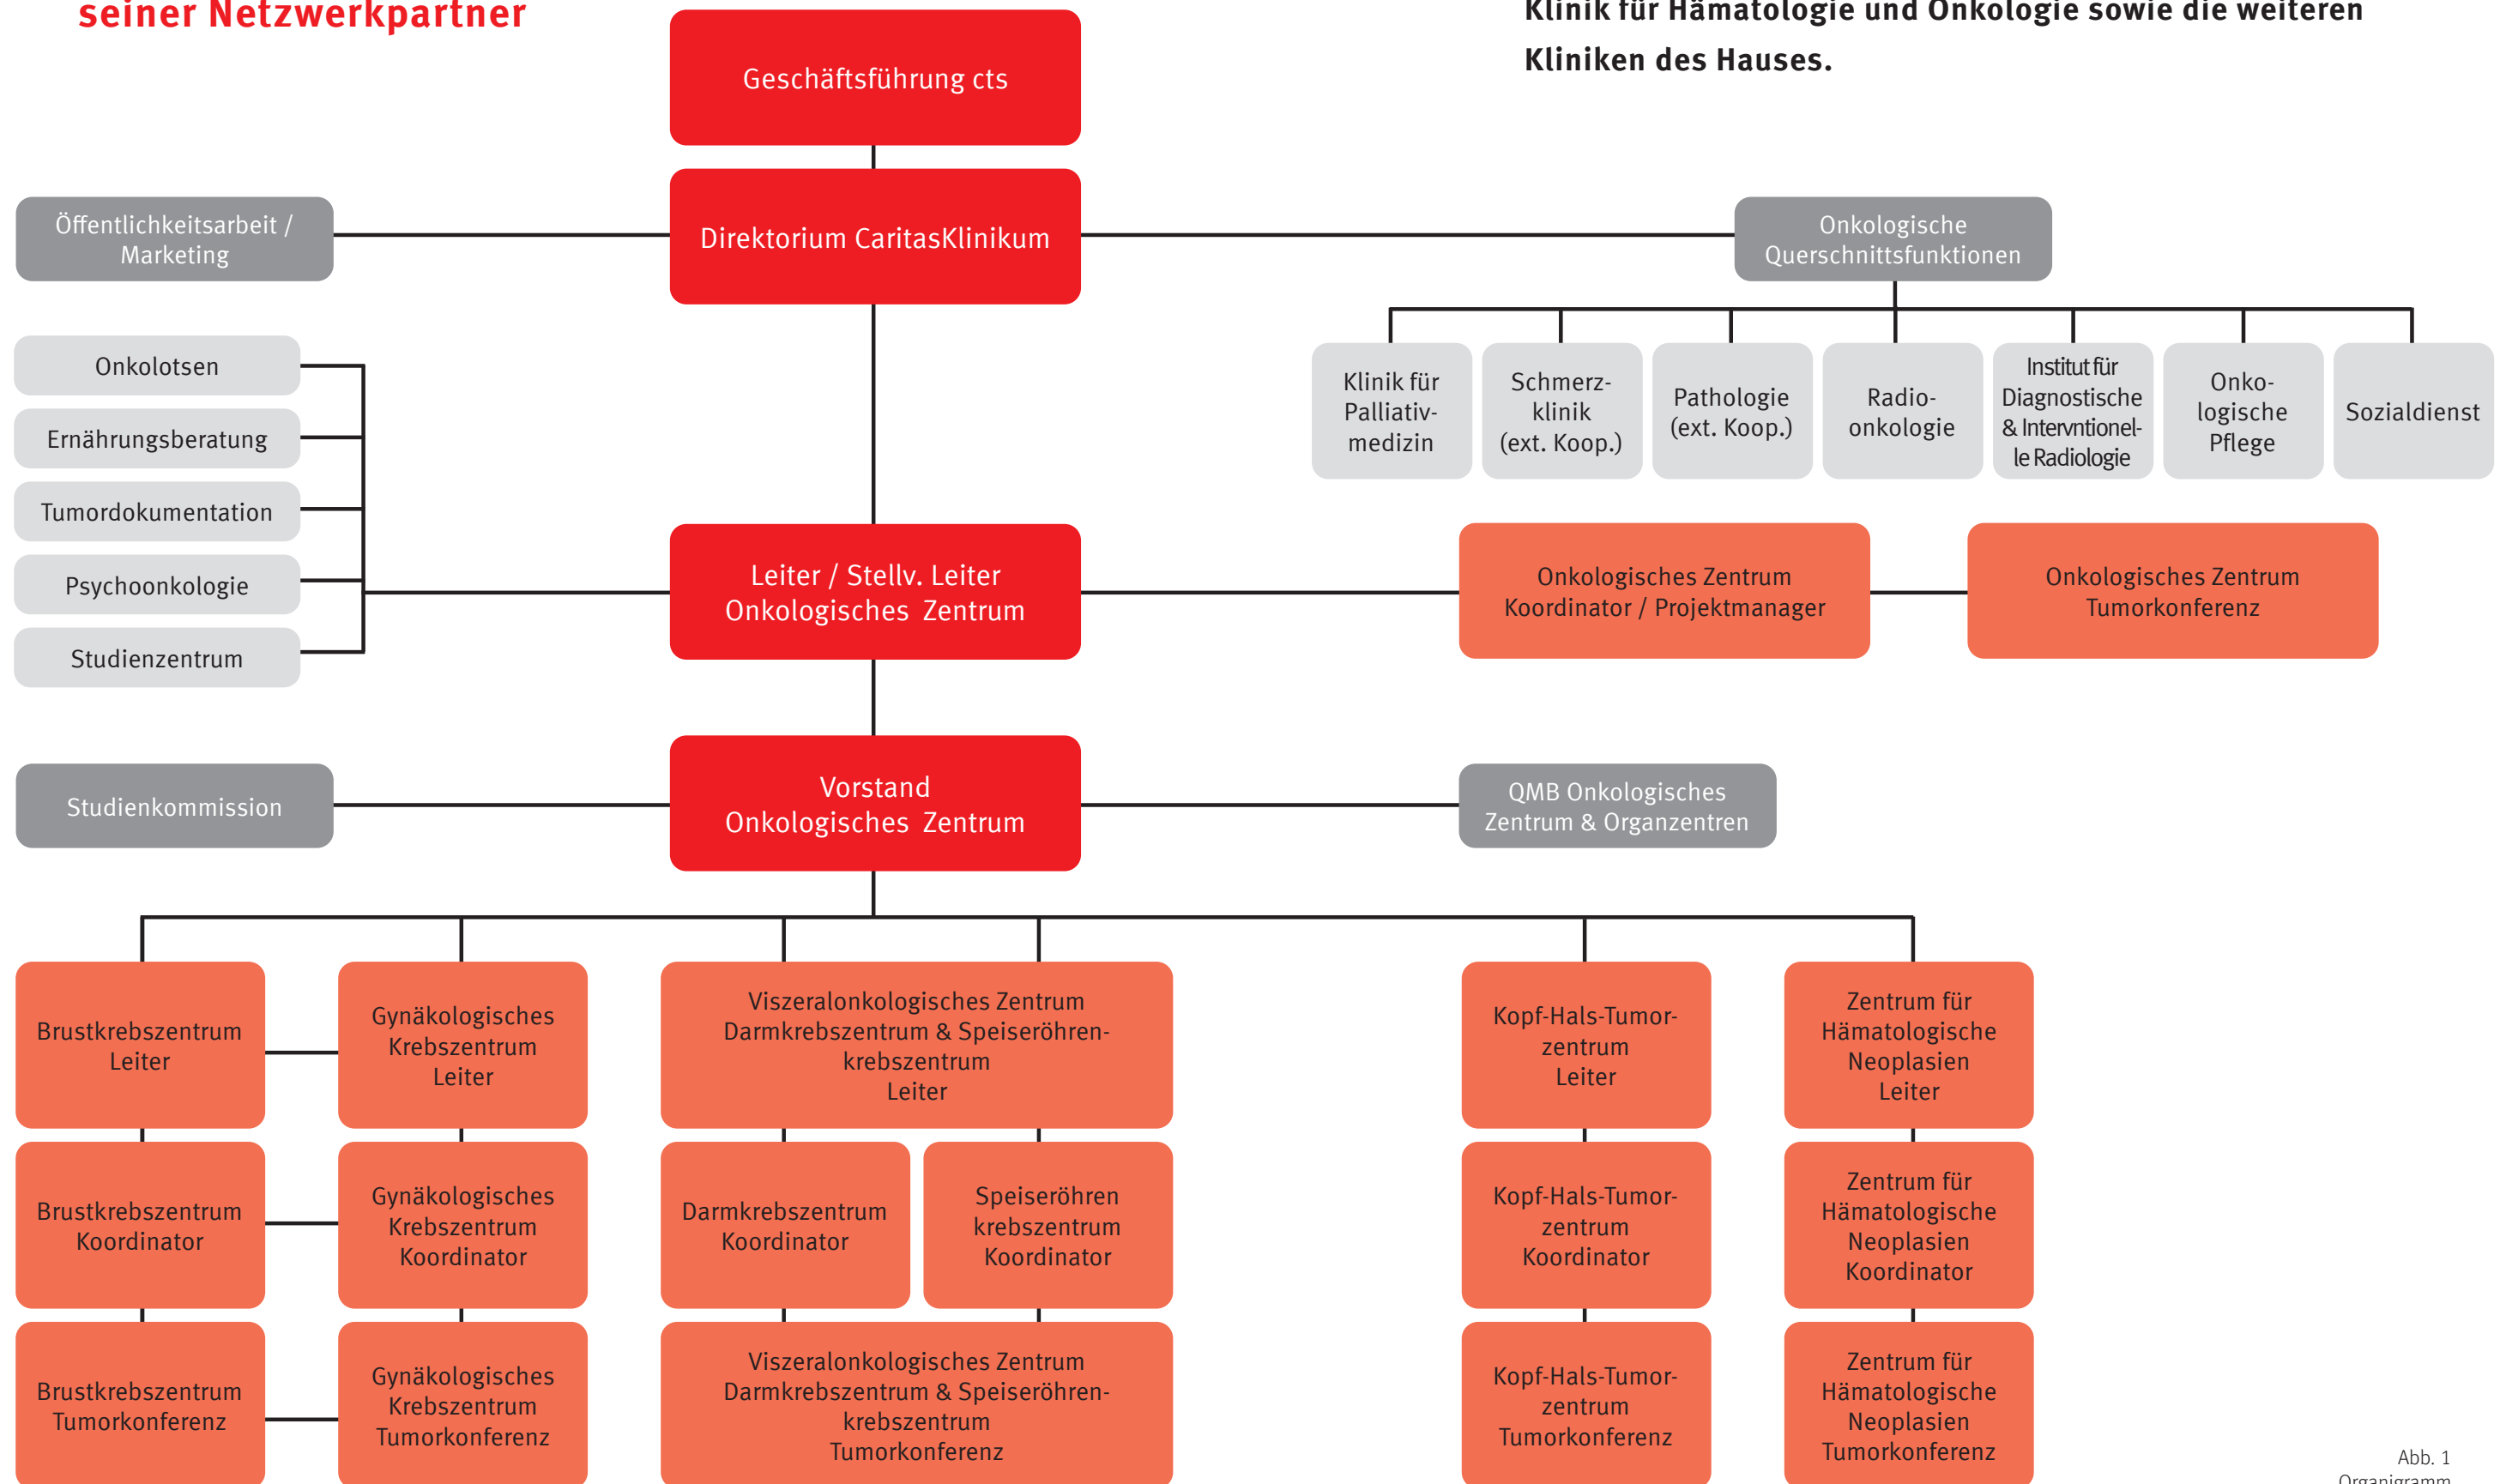 seiner Netzwerkpartner
Klinik für Hämatologie und Onkologie sowie die weiteren
Kliniken des Hauses.
Geschäftsführung cts
Direktorium CaritasKlinikum
Öffentlichkeitsarbeit /
Marketing
Onkologische
Querschnittsfunktionen
Onkolotsen
Ernährungsberatung
Tumordokumentation
Psychoonkologie
Studienzentrum
Klinik für
Palliativ-
medizin
Schmerz-
klinik
(ext. Koop.)
Pathologie
(ext. Koop.)
Radio-
onkologie
Institut für
Diagnostische
& Intervntionel-
le Radiologie
Onko-
logische
Pflege
Sozialdienst
Leiter / Stellv. Leiter
Onkologisches Zentrum
Onkologisches Zentrum
Koordinator / Projektmanager
Onkologisches Zentrum
Tumorkonferenz
Studienkommission
Vorstand
Onkologisches Zentrum
QMB Onkologisches
Zentrum & Organzentren
Brustkrebszentrum
Leiter
Gynäkologisches
Krebszentrum
Leiter
Viszeralonkologisches Zentrum
Darmkrebszentrum & Speiseröhren-
krebszentrum
Leiter
Kopf-Hals-Tumor-
zentrum
Leiter
Zentrum für
Hämatologische
Neoplasien
Leiter
Brustkrebszentrum
Koordinator
Gynäkologisches
Krebszentrum
Koordinator
Darmkrebszentrum
Koordinator
Speiseröhren
krebszentrum
Koordinator
Kopf-Hals-Tumor-
zentrum
Koordinator
Zentrum für
Hämatologische
Neoplasien
Koordinator
Brustkrebszentrum
Tumorkonferenz
Gynäkologisches
Krebszentrum
Tumorkonferenz
Viszeralonkologisches Zentrum
Darmkrebszentrum & Speiseröhren-
krebszentrum
Tumorkonferenz
Kopf-Hals-Tumor-
zentrum
Tumorkonferenz
Zentrum für
Hämatologische
Neoplasien
Tumorkonferenz
Abb. 1
Organigramm